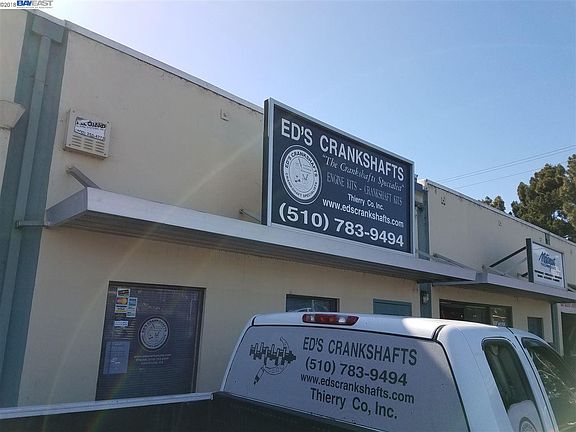 ©2018 BAYEAST
ED'S CRANKSHAFTS
"The Crankshafts Specialist"
ENGINE KITS - CRANKSHAFT KITS
Thierry Co, Inc.
www.edscrankshafts.com
(510) 783-9494
ED'S CRANKSHAFTS
(510) 783-9494
www.edscrankshafts.com
Thierry Co, Inc.